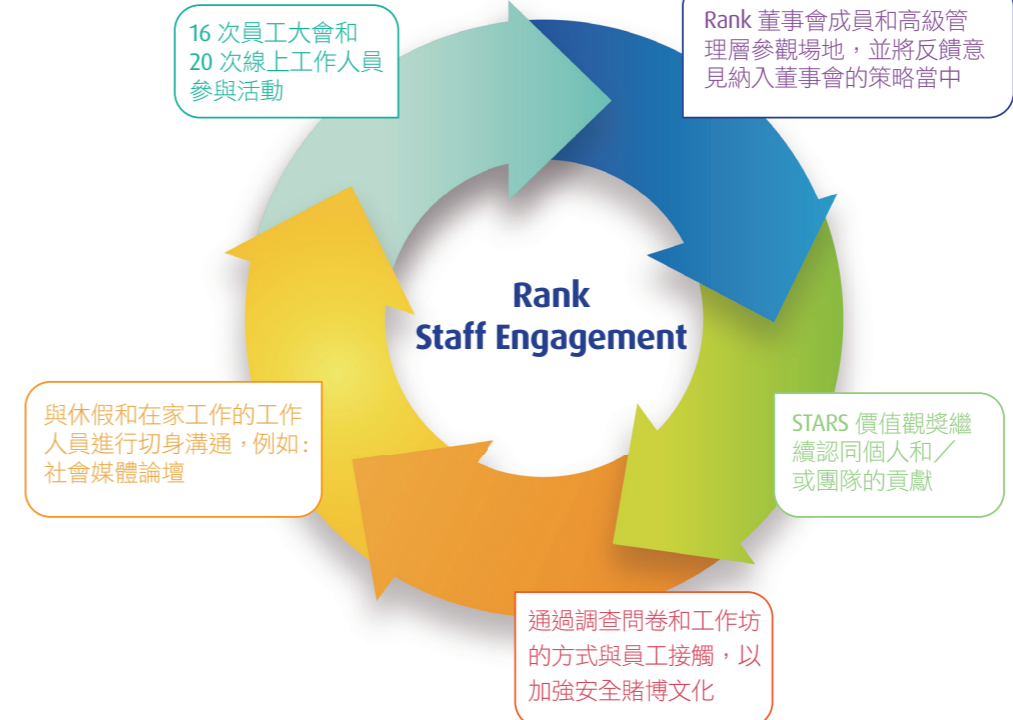 16 次員工大會和
20 次線上工作人員
參與活動
Rank 董事會成員和高級管
理層參觀場地，並將反饋意
見納入董事會的策略當中
Rank
Staff Engagement
與休假和在家工作的工作
人員進行切身溝通，例如：
社會媒體論壇
STARS 價值觀獎繼
續認同個人和／
或團隊的貢獻
通過調查問卷和工作坊
的方式與員工接觸，以
加強安全賭博文化